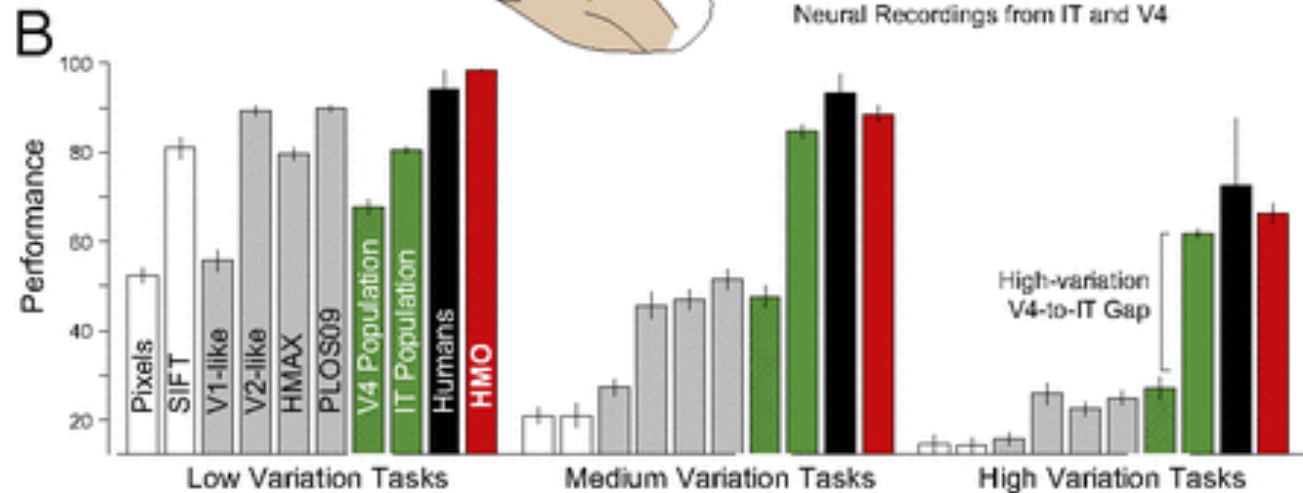 Neural Recordings from IT and V4
B
100
80
60
40
20
Performance
Pixels
SIFT
V1-like
V2-like
HMAX
PLOS09
V4 Population
IT Population
Humans
HMO
High-variation
V4-to-IT Gap
Low Variation Tasks
Medium Variation Tasks
High Variation Tasks